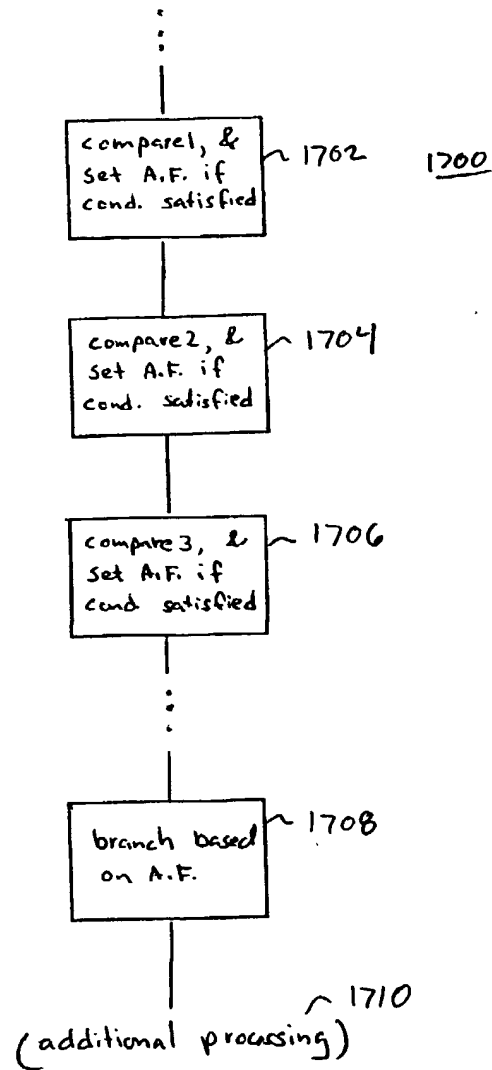 compare1, &
set A.F. if
cond. satisfied
1702
1700
compare2, &
set A.F. if
cond. satisfied
1704
compare3, &
set A.F. if
cond satisfied
1706
branch based
on A.F.
1708
1710
(additional processing)